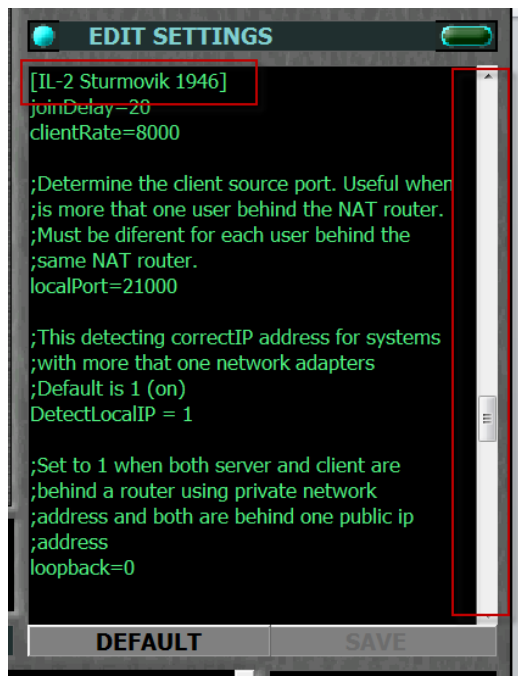 EDIT SETTINGS
[IL-2 Sturmovik 1946]
joinDelay=20
clientRate=8000
;Determine the client source port. Useful when
;is more that one user behind the NAT router.
;Must be diferent for each user behind the
;same NAT router.
localPort=21000
;This detecting correctIP address for systems
;with more that one network adapters
;Default is 1 (on)
DetectLocalIP = 1
;Set to 1 when both server and client are
;behind a router using private network
;address and both are behind one public ip
;address
loopback=0
DEFAULT SAVE